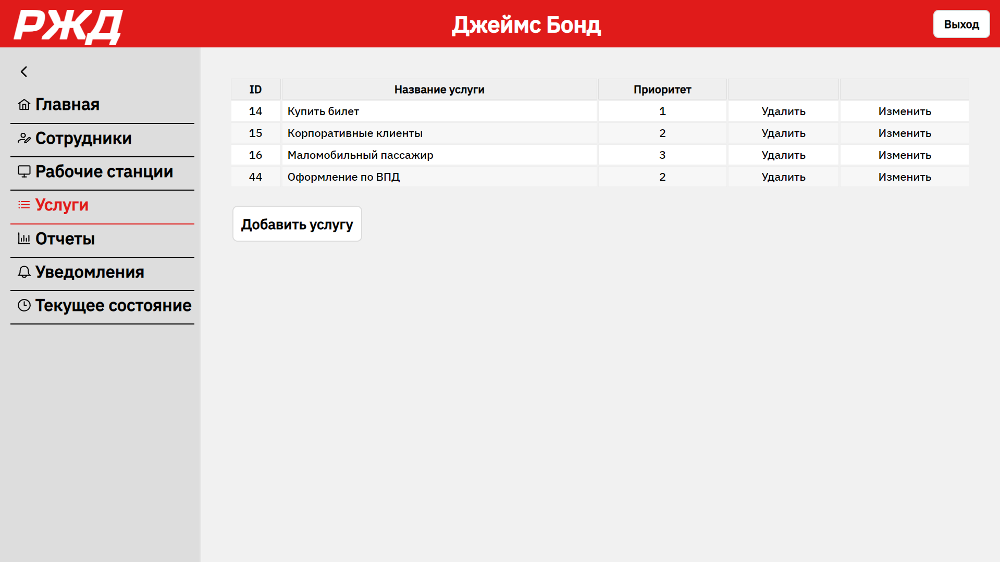 РЖД
Джеймс Бонд
Выход
Главная
Сотрудники
Рабочие станции
Услуги
Отчеты
Уведомления
Текущее состояние
ID Название услуги Приоритет
14 Купить билет 1 Удалить Изменить
15 Корпоративные клиенты 2 Удалить Изменить
16 Маломобильный пассажир 3 Удалить Изменить
44 Оформление по ВПД 2 Удалить Изменить
Добавить услугу